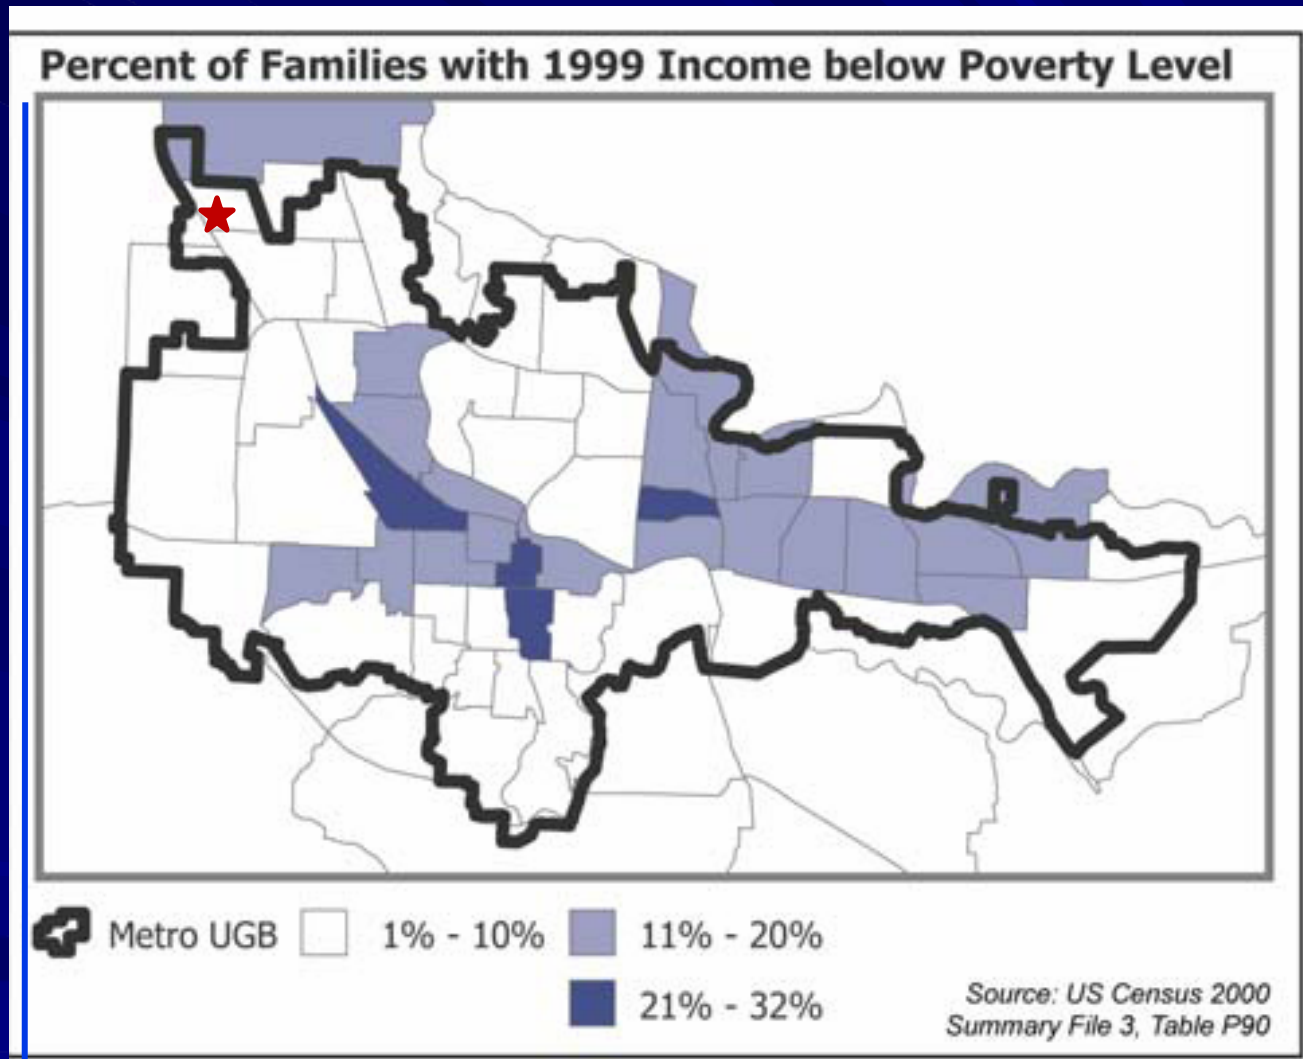 Percent of Families with 1999 Income below Poverty Level
Metro UGB
1% - 10%
11% - 20%
21% - 32%
Source: US Census 2000
Summary File 3, Table P90